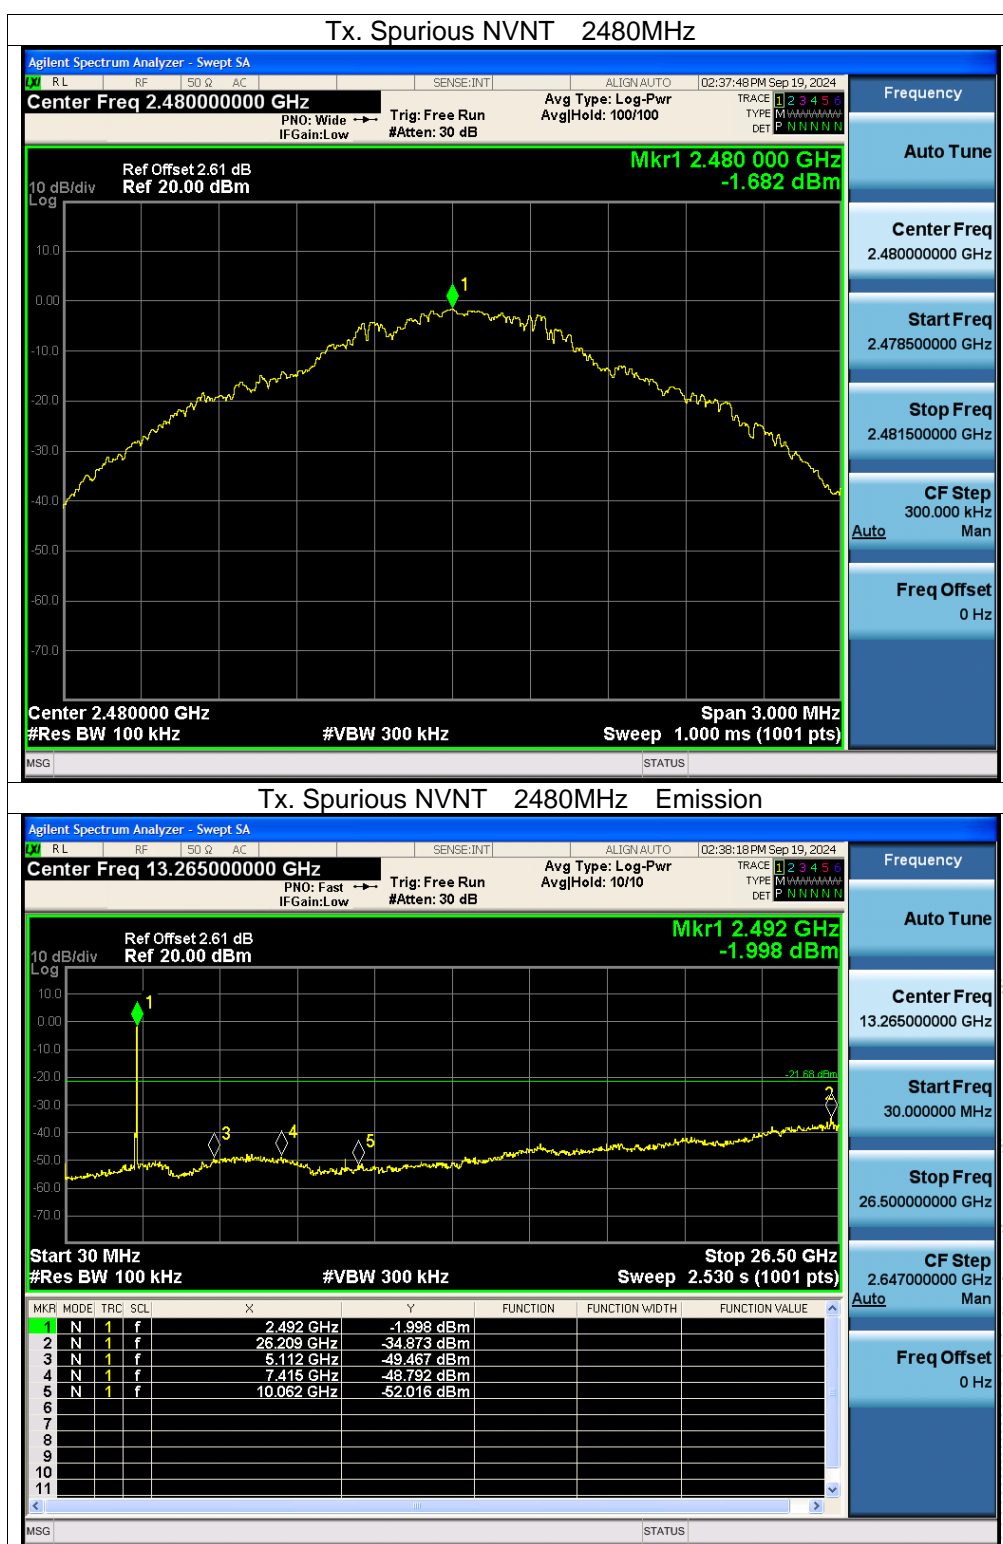 Tx. Spurious NVNT 2480MHz
Agilent Spectrum Analyzer - Swept SA
LXI RL RF 50 Ω AC SENSE:INT ALIGN AUTO 02:37:48 PM Sep 19, 2024
Center Freq 2.480000000 GHz
PNO: Wide
IFGain:Low
Trig: Free Run
#Atten: 30 dB
Avg Type: Log-Pwr
Avg|Hold: 100/100
TRACE 1 2 3 4 5 6
TYPE M W W W W W
DET P N N N N N
Ref Offset 2.61 dB
Ref 20.00 dBm
10 dB/div
Log
Mkr1 2.480 000 GHz
-1.682 dBm
10.0
0.00
-10.0
-20.0
-30.0
-40.0
-50.0
-60.0
-70.0
1
Center 2.480000 GHz
#Res BW 100 kHz
#VBW 300 kHz
Span 3.000 MHz
Sweep 1.000 ms (1001 pts)
MSG
STATUS
Frequency
Auto Tune
Center Freq
2.480000000 GHz
Start Freq
2.478500000 GHz
Stop Freq
2.481500000 GHz
CF Step
300.000 kHz
Auto Man
Freq Offset
0 Hz
Tx. Spurious NVNT 2480MHz Emission
Agilent Spectrum Analyzer - Swept SA
LXI RL RF 50 Ω AC SENSE:INT ALIGN AUTO 02:38:18 PM Sep 19, 2024
Center Freq 13.265000000 GHz
PNO: Fast
IFGain:Low
Trig: Free Run
#Atten: 30 dB
Avg Type: Log-Pwr
Avg|Hold: 10/10
TRACE 1 2 3 4 5 6
TYPE M W W W W W
DET P N N N N N
Ref Offset 2.61 dB
Ref 20.00 dBm
10 dB/div
Log
Mkr1 2.492 GHz
-1.998 dBm
10.0
0.00
-10.0
-20.0
-30.0
-40.0
-50.0
-60.0
-70.0
1
-21.68 dBm
2
3
4
5
Start 30 MHz
#Res BW 100 kHz
#VBW 300 kHz
Stop 26.50 GHz
Sweep 2.530 s (1001 pts)
MKR MODE TRC SCL X Y FUNCTION FUNCTION WIDTH FUNCTION VALUE
1 N 1 f 2.492 GHz -1.998 dBm
2 N 1 f 26.209 GHz -34.873 dBm
3 N 1 f 5.112 GHz -49.467 dBm
4 N 1 f 7.415 GHz -48.792 dBm
5 N 1 f 10.062 GHz -52.016 dBm
6
7
8
9
10
11
MSG
STATUS
Frequency
Auto Tune
Center Freq
13.265000000 GHz
Start Freq
30.000000 MHz
Stop Freq
26.500000000 GHz
CF Step
2.647000000 GHz
Auto Man
Freq Offset
0 Hz